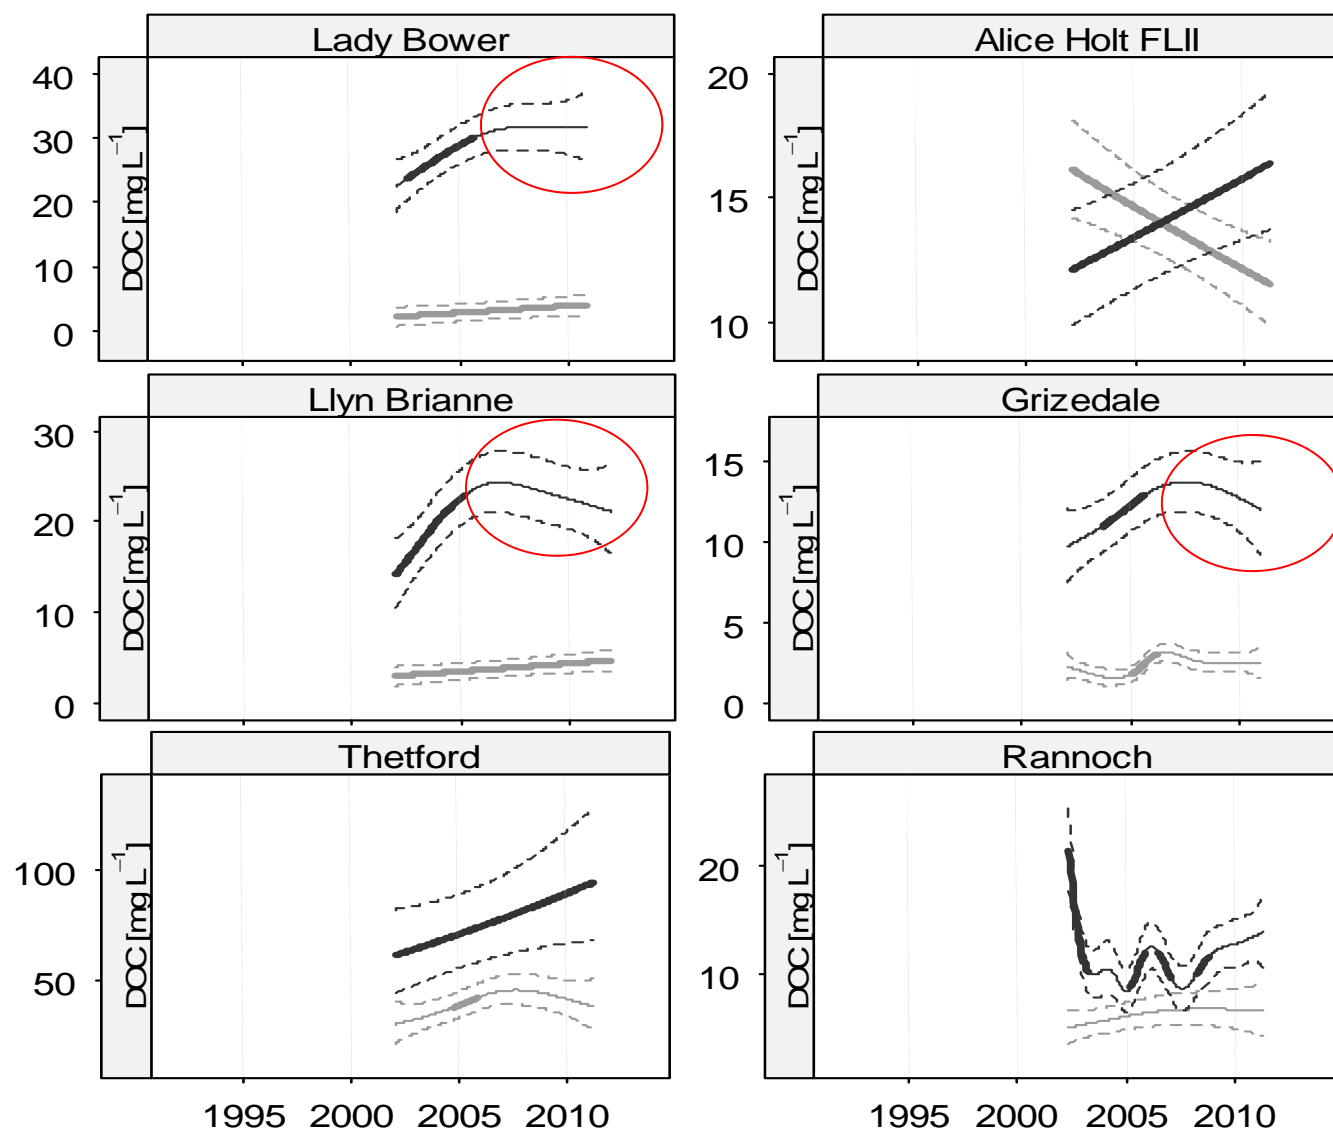 Lady Bower
Alice Holt FLII
40
30
20
10
0
DOC [mg L⁻¹]
20
15
10
DOC [mg L⁻¹]
Llyn Brianne
Grizedale
30
20
10
0
DOC [mg L⁻¹]
15
10
5
0
DOC [mg L⁻¹]
Thetford
Rannoch
100
50
DOC [mg L⁻¹]
20
10
DOC [mg L⁻¹]
1995 2000 2005 2010
1995 2000 2005 2010